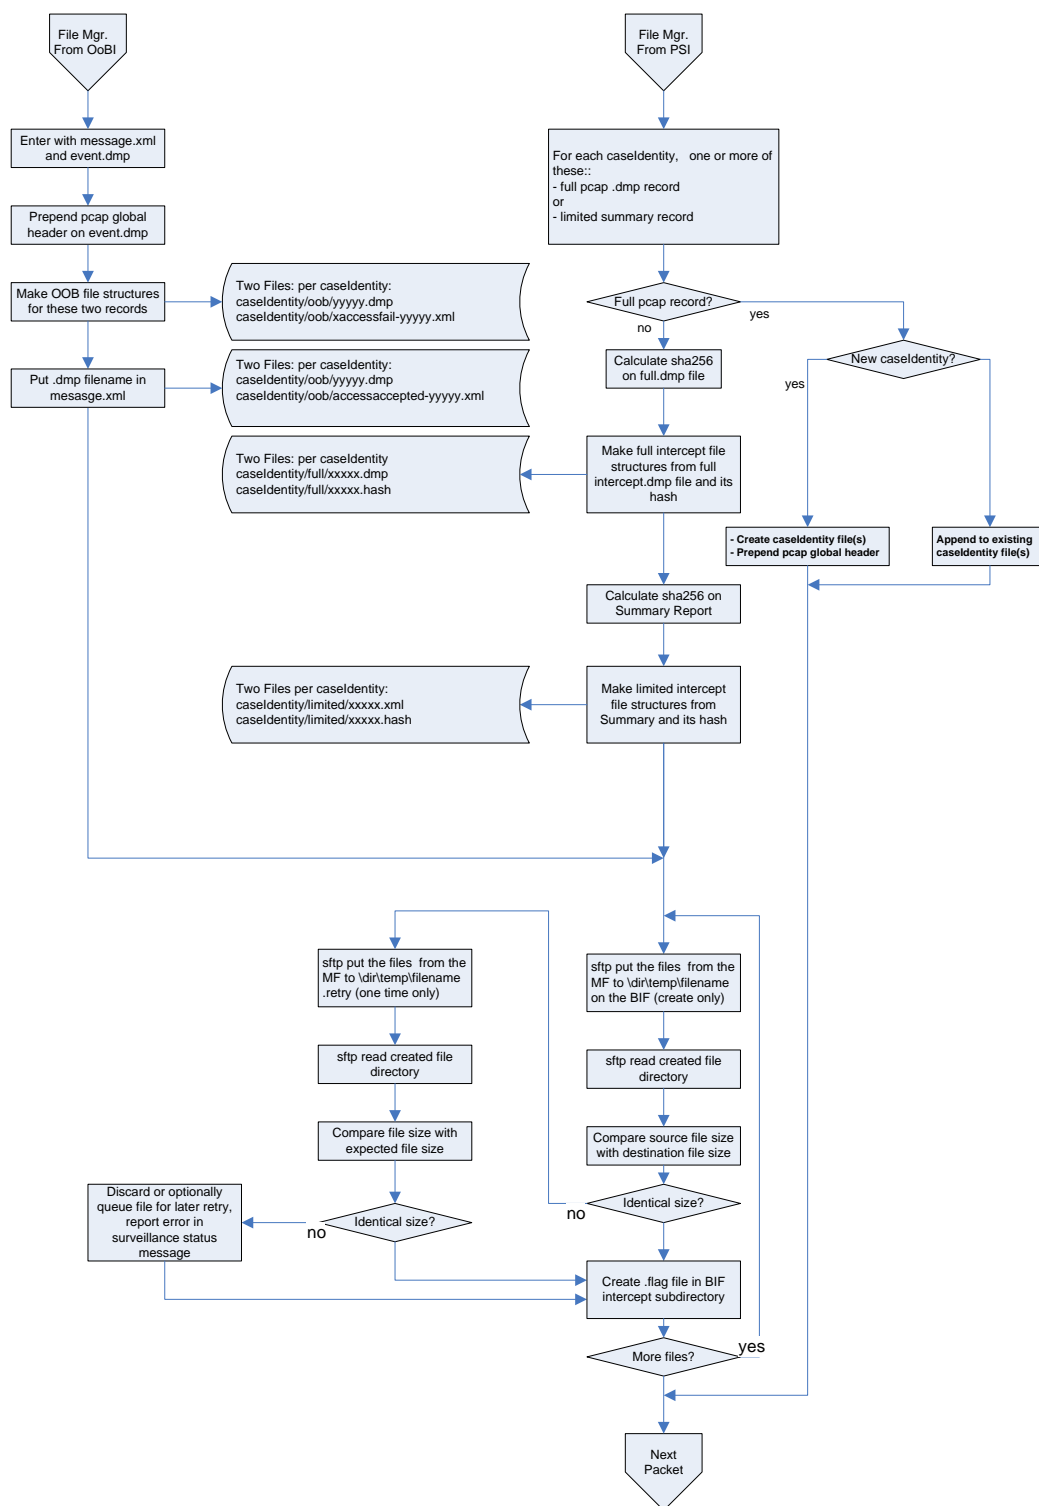 File Mgr.
From OoBI
File Mgr.
From PSI
Enter with message.xml
and event.dmp
For each caseIdentity,   one or more of
these::
- full pcap .dmp record
or
- limited summary record
Prepend pcap global
header on event.dmp
Make OOB file structures
for these two records
Two Files: per caseIdentity:
caseIdentity/oob/yyyyy.dmp
caseIdentity/oob/xaccessfail-yyyyy.xml
Full pcap record?
yes
no
Put .dmp filename in
mesasge.xml
Two Files: per caseIdentity:
caseIdentity/oob/yyyyy.dmp
caseIdentity/oob/accessaccepted-yyyyy.xml
Calculate sha256
on full.dmp file
New caseIdentity?
yes
Two Files: per caseIdentity
caseIdentity/full/xxxxx.dmp
caseIdentity/full/xxxxx.hash
Make full intercept file
structures from full
intercept.dmp file and its
hash
- Create caseIdentity file(s)
- Prepend pcap global header
Append to existing
caseIdentity file(s)
Calculate sha256 on
Summary Report
Two Files per caseIdentity:
caseIdentity/limited/xxxxx.xml
caseIdentity/limited/xxxxx.hash
Make limited intercept
file structures from
Summary and its hash
sftp put the files  from the
MF to \dir\temp\filename
.retry (one time only)
sftp put the files  from the
MF to \dir\temp\filename
on the BIF (create only)
sftp read created file
directory
sftp read created file
directory
Compare file size with
expected file size
Compare source file size
with destination file size
Discard or optionally
queue file for later retry,
report error in
surveillance status
message
no
Identical size?
no
Identical size?
Create .flag file in BIF
intercept subdirectory
More files?
yes
Next
Packet